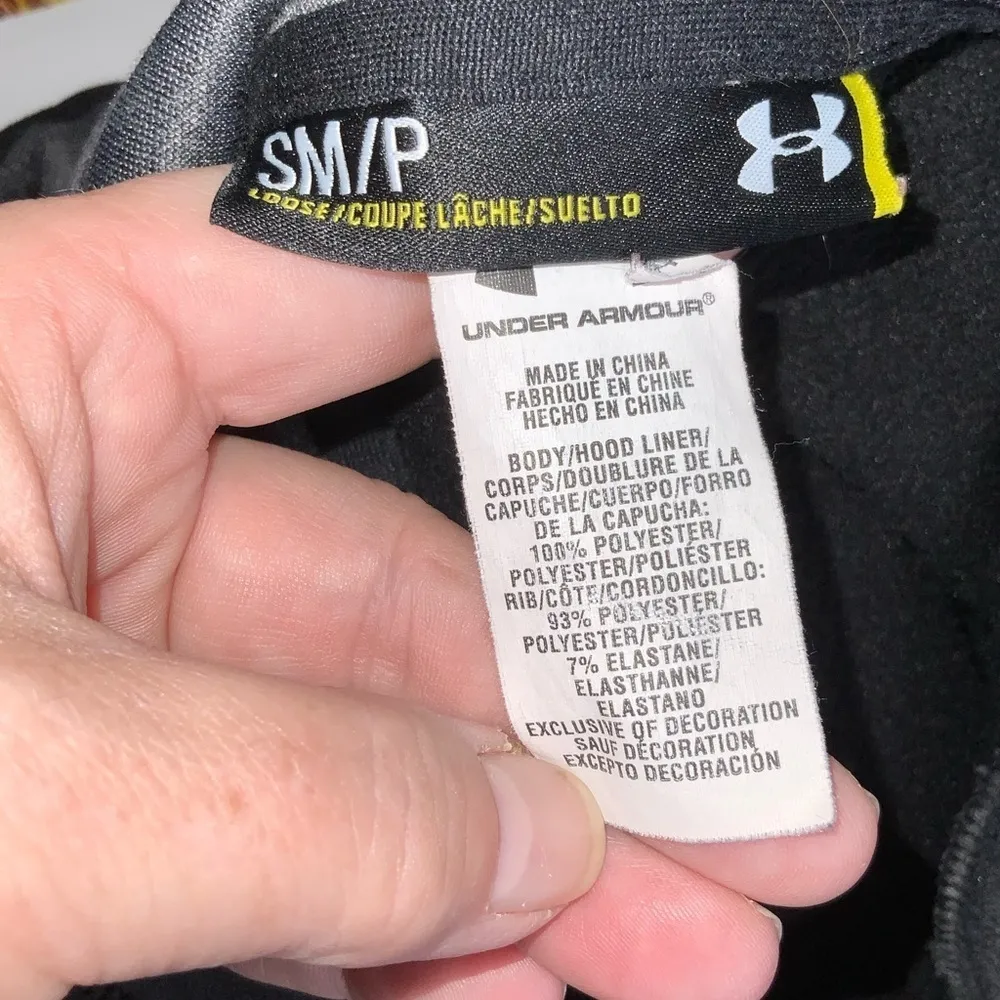 SM/P
LOOSE/COUPE LÂCHE/SUELTO
UNDER ARMOUR®
MADE IN CHINA
FABRIQUÉ EN CHINE
HECHO EN CHINA
BODY/HOOD LINER/
CORPS/DOUBLURE DE LA
CAPUCHE/CUERPO/FORRO
DE LA CAPUCHA:
100% POLYESTER/
POLYESTER/POLIÉSTER
RIB/CÔTE/CORDONCILLO:
93% POLYESTER/
POLYESTER/POLIÉSTER
7% ELASTANE/
ELASTHANNE/
ELASTANO
EXCLUSIVE OF DECORATION
SAUF DÉCORATION
EXCEPTO DECORACIÓN